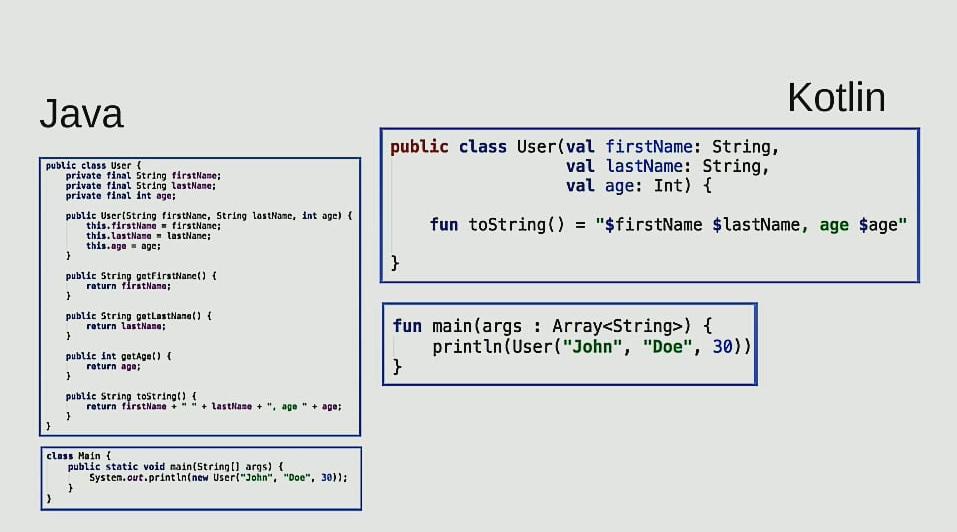 Java
public class User {
private final String firstName;
private final String lastName;
private final int age;
public User(String firstName, String lastName, int age) {
this.firstName = firstName;
this.lastName = lastName;
this.age = age;
}
public String getFirstName() {
return firstName;
}
public String getLastName() {
return lastName;
}
public int getAge() {
return age;
}
public String toString() {
return firstName + " " + lastName + ", age " + age;
}
}
class Main {
public static void main(String[] args) {
System.out.println(new User("John", "Doe", 30));
}
}
Kotlin
public class User(val firstName: String,
val lastName: String,
val age: Int) {
fun toString() = "$firstName $lastName, age $age"
}
fun main(args : Array<String>) {
println(User("John", "Doe", 30))
}